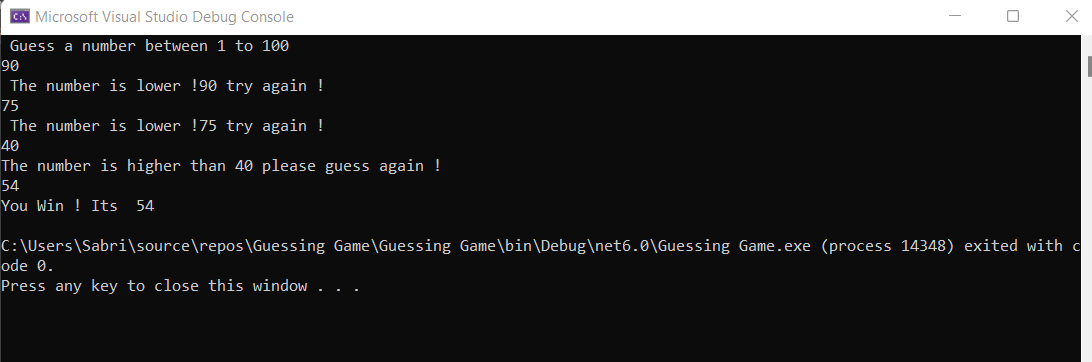 C:\ Microsoft Visual Studio Debug Console
 Guess a number between 1 to 100
90
 The number is lower !90 try again !
75
 The number is lower !75 try again !
40
The number is higher than 40 please guess again !
54
You Win ! Its  54
C:\Users\Sabri\source\repos\Guessing Game\Guessing Game\bin\Debug\net6.0\Guessing Game.exe (process 14348) exited with c
ode 0.
Press any key to close this window . . .